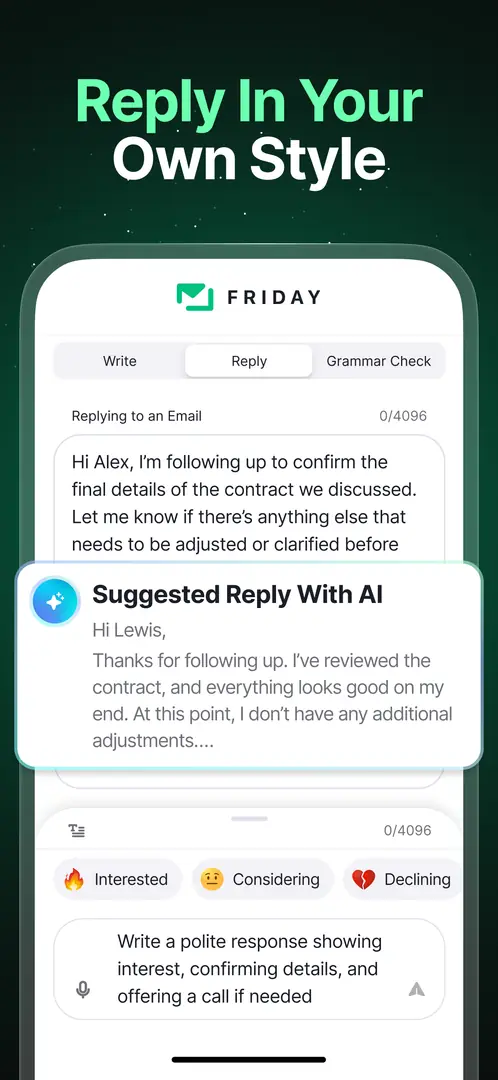 Reply In Your
Own Style
FRIDAY
Write
Reply
Grammar Check
Replying to an Email
0/4096
Hi Alex, I’m following up to confirm the
final details of the contract we discussed.
Let me know if there’s anything else that
needs to be adjusted or clarified before
Suggested Reply With AI
Hi Lewis,
Thanks for following up. I’ve reviewed the
contract, and everything looks good on my
end. At this point, I don’t have any additional
adjustments....
0/4096
Interested
Considering
Declining
Write a polite response showing
interest, confirming details, and
offering a call if needed